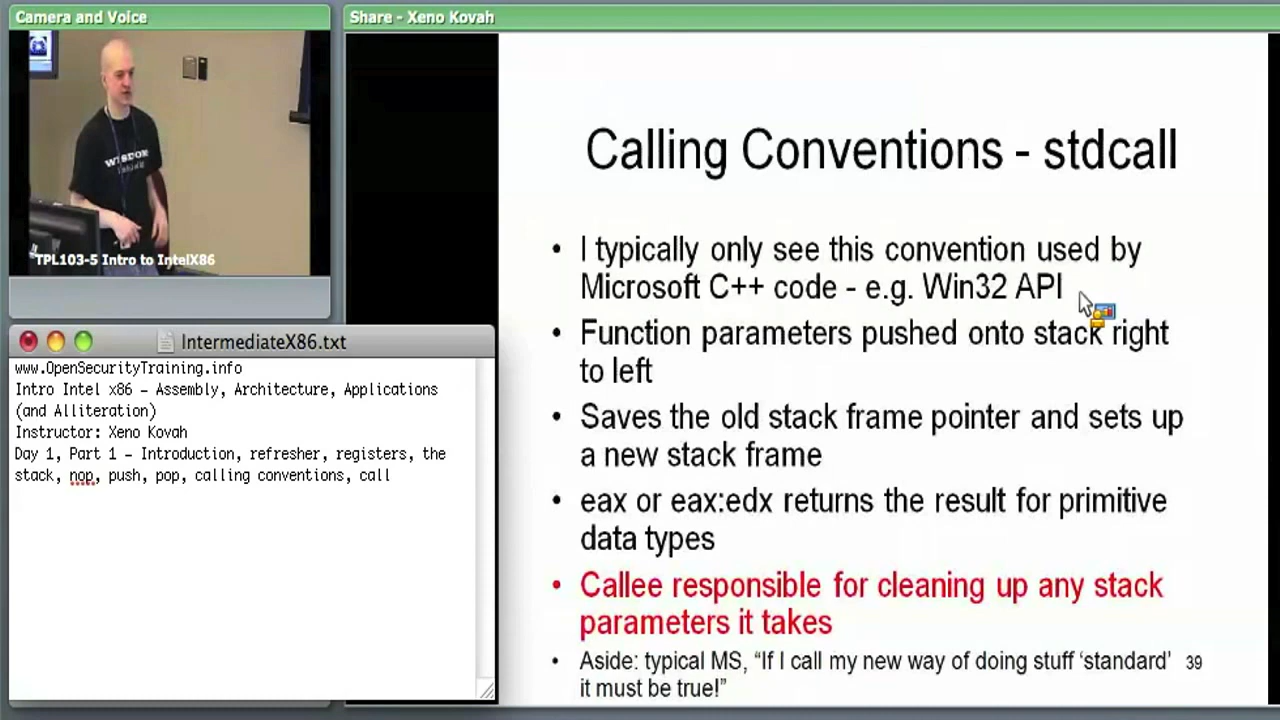 Camera and Voice
Share - Xeno Kovah
TPL103-5 Intro to IntelX86
IntermediateX86.txt
www.OpenSecurityTraining.info
Intro Intel x86 – Assembly, Architecture, Applications
(and Alliteration)
Instructor: Xeno Kovah
Day 1, Part 1 – Introduction, refresher, registers, the
stack, nop, push, pop, calling conventions, call
Calling Conventions - stdcall
• I typically only see this convention used by
Microsoft C++ code - e.g. Win32 API
• Function parameters pushed onto stack right
to left
• Saves the old stack frame pointer and sets up
a new stack frame
• eax or eax:edx returns the result for primitive
data types
• Callee responsible for cleaning up any stack
parameters it takes
• Aside: typical MS, “If I call my new way of doing stuff ‘standard’
it must be true!”
39